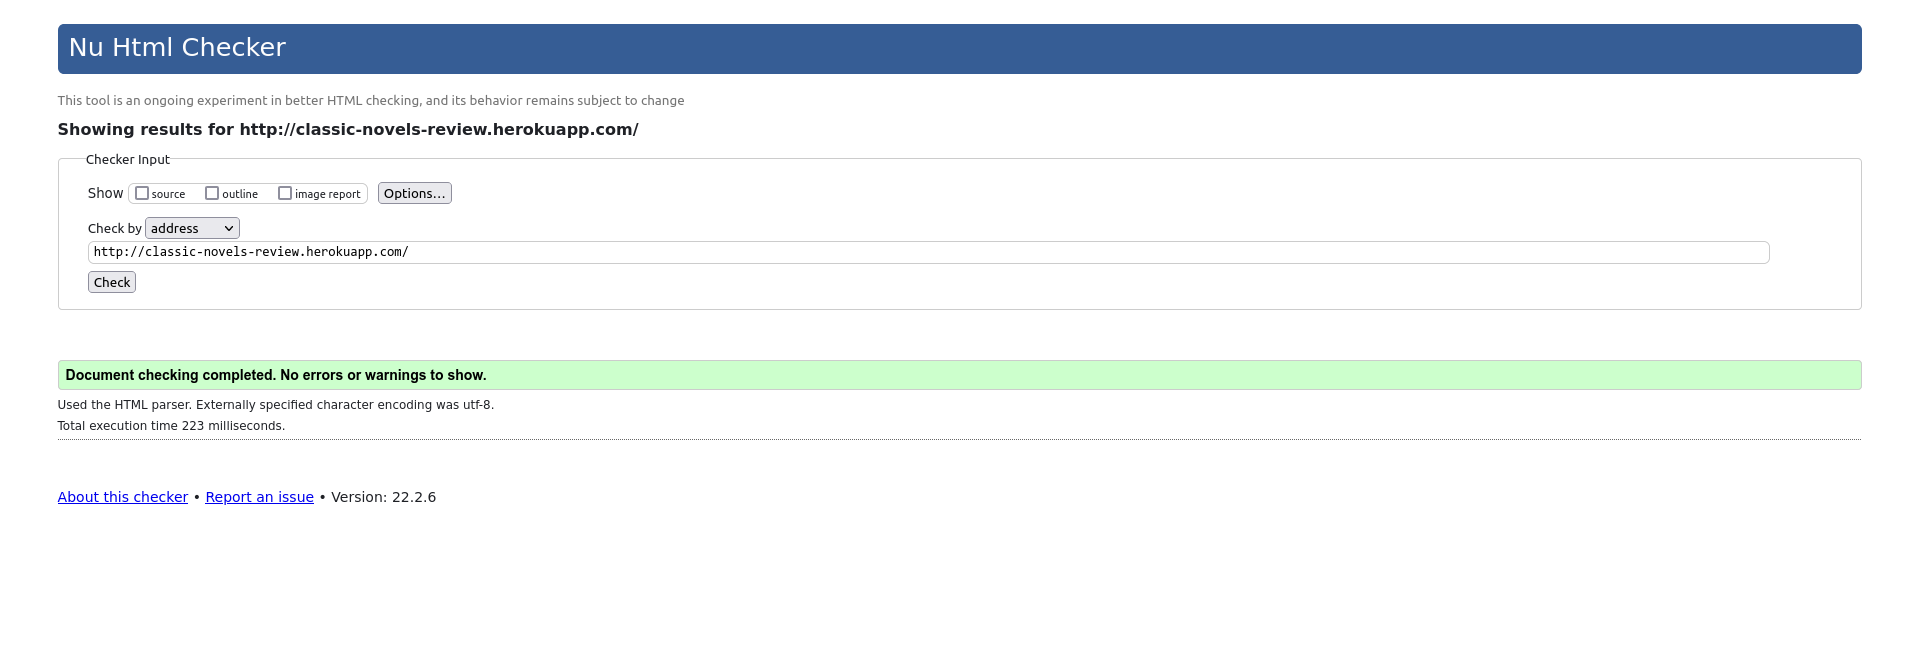 Nu Html Checker
This tool is an ongoing experiment in better HTML checking, and its behavior remains subject to change
Showing results for http://classic-novels-review.herokuapp.com/
Checker Input
Show source outline image report Options...
Check by address
http://classic-novels-review.herokuapp.com/
Check
Document checking completed. No errors or warnings to show.
Used the HTML parser. Externally specified character encoding was utf-8.
Total execution time 223 milliseconds.
About this checker • Report an issue • Version: 22.2.6